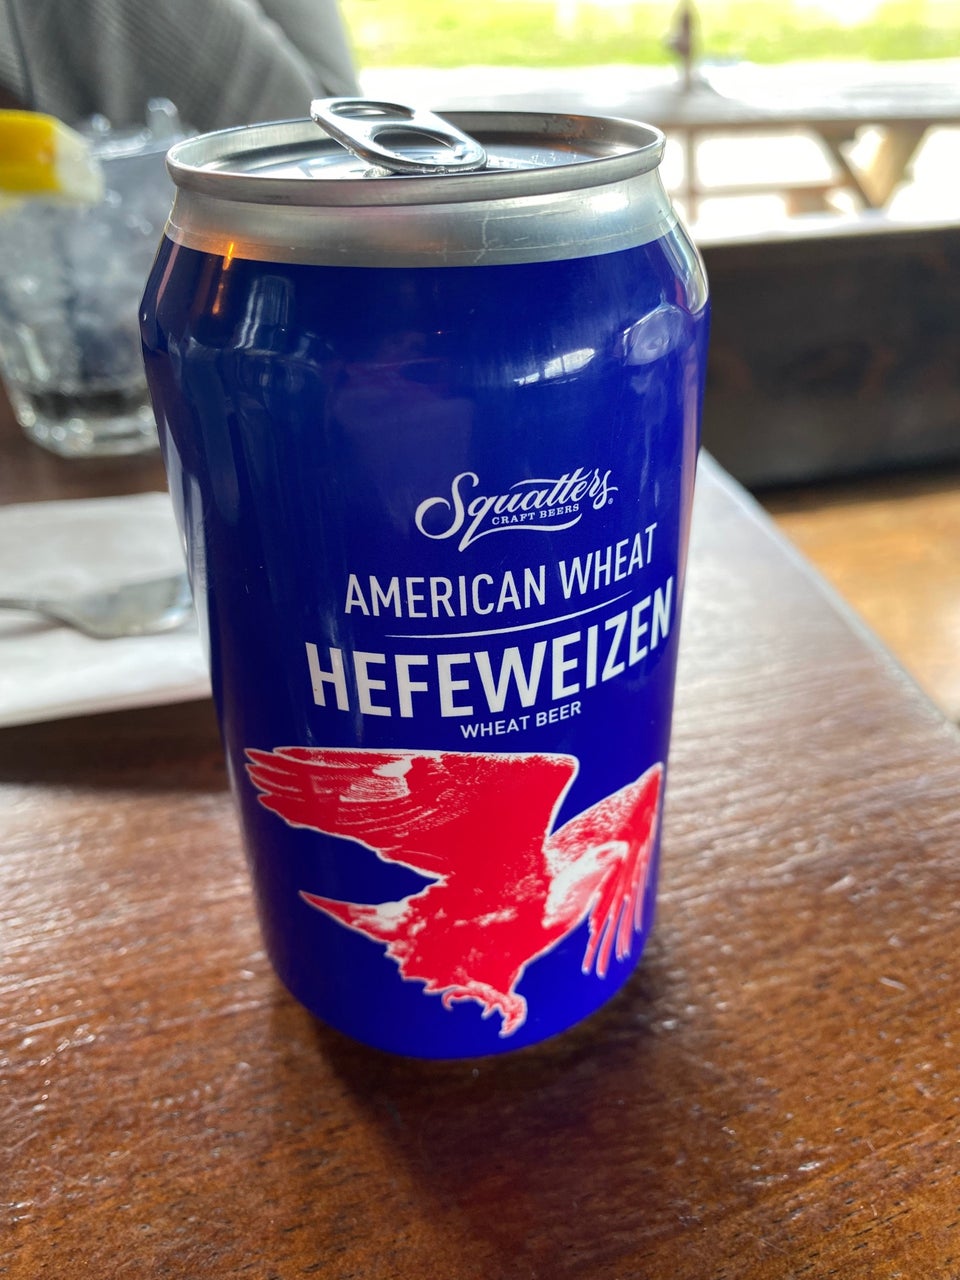 Squatters®
CRAFT BEERS
AMERICAN WHEAT
HEFEWEIZEN
WHEAT BEER